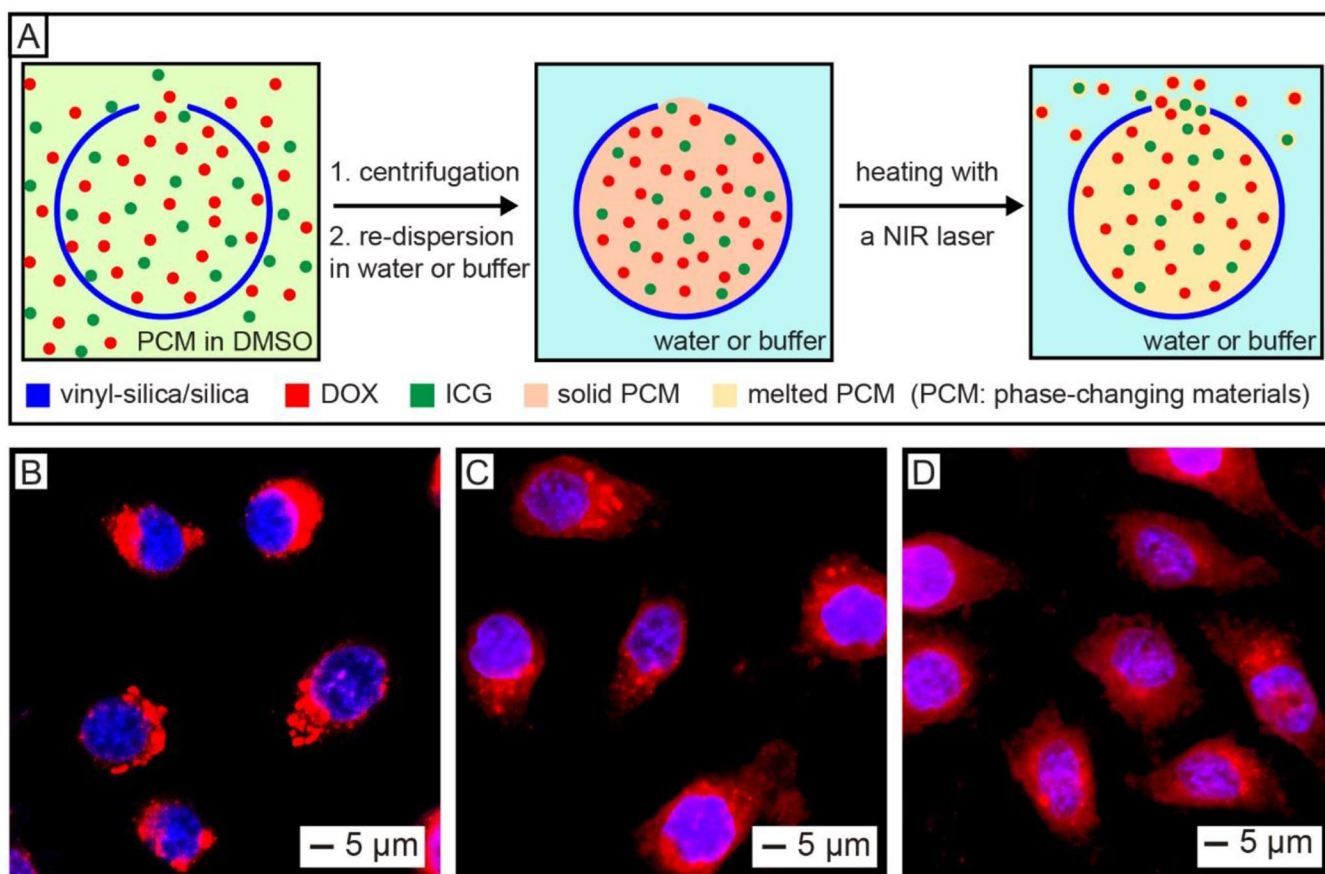 A
1. centrifugation
2. re-dispersion
in water or buffer
heating with
a NIR laser
PCM in DMSO
water or buffer
water or buffer
vinyl-silica/silica
DOX
ICG
solid PCM
melted PCM (PCM: phase-changing materials)
B
C
D
5 µm
5 µm
5 µm